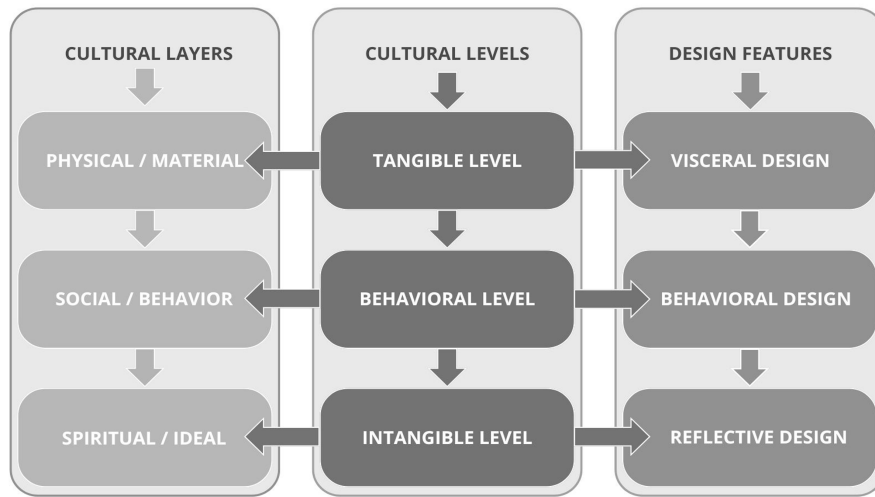 CULTURAL LAYERS
CULTURAL LEVELS
DESIGN FEATURES
PHYSICAL / MATERIAL
TANGIBLE LEVEL
VISCERAL DESIGN
SOCIAL / BEHAVIOR
BEHAVIORAL LEVEL
BEHAVIORAL DESIGN
SPIRITUAL / IDEAL
INTANGIBLE LEVEL
REFLECTIVE DESIGN